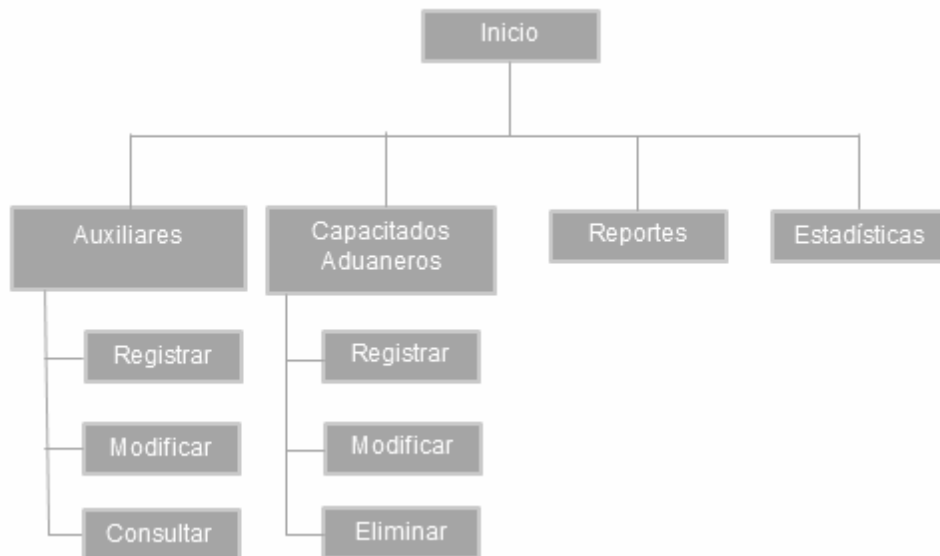 Inicio
Auxiliares
Capacitados
Aduaneros
Reportes
Estadísticas
Registrar
Registrar
Modificar
Modificar
Consultar
Eliminar